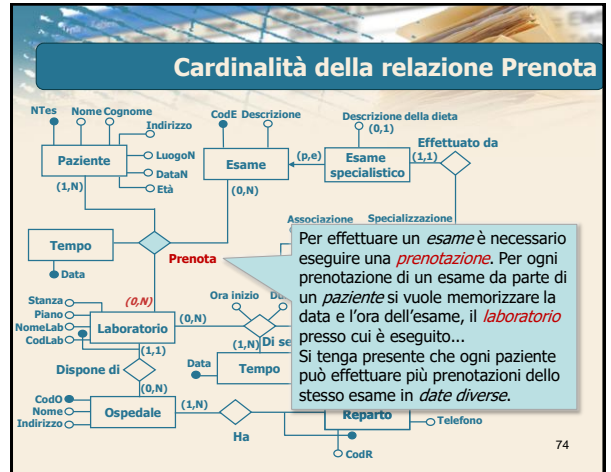 Cardinalità della relazione Prenota
NTes Nome Cognome
Indirizzo
CodE Descrizione
Descrizione della dieta
(0,1)
Effettuato da
Paziente
LuogoN
DataN
Età
Esame
(p,e)
Esame
specialistico
(1,1)
(1,N)
(0,N)
Associazione Specializzazione
Tempo
Data
Prenota
Per effettuare un esame è necessario
eseguire una prenotazione. Per ogni
prenotazione di un esame da parte di
un paziente si vuole memorizzare la
data e l'ora dell'esame, il laboratorio
presso cui è eseguito...
Si tenga presente che ogni paziente
può effettuare più prenotazioni dello
stesso esame in date diverse.
Stanza
Piano
NomeLab
CodLab
(0,N)
Laboratorio
(0,N)
Ora inizio
(1,N)
(1,1)
Dispone di
(0,N)
Data
Tempo
CodO
Nome
Indirizzo
Ospedale
(1,N)
Ha
Reparto
Telefono
CodR
74